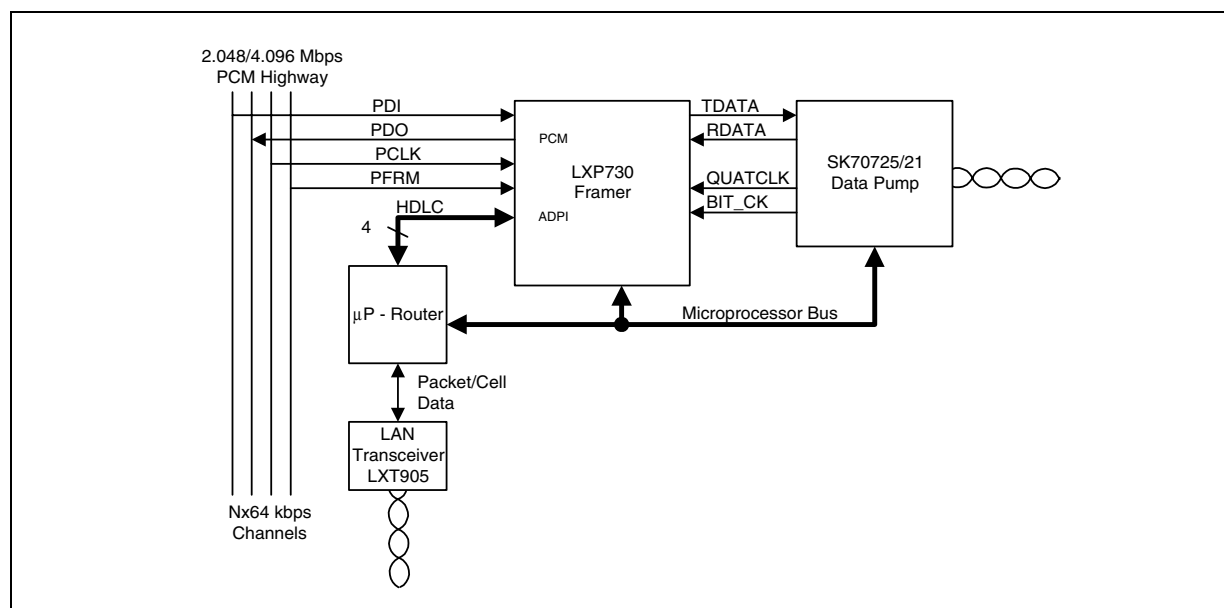 2.048/4.096 Mbps
PCM Highway
PDI
PDO
PCLK
PFRM
HDLC
4
PCM
LXP730
Framer
ADPI
TDATA
RDATA
QUATCLK
BIT_CK
SK70725/21
Data Pump
μP - Router
Microprocessor Bus
Packet/Cell
Data
LAN
Transceiver
LXT905
Nx64 kbps
Channels